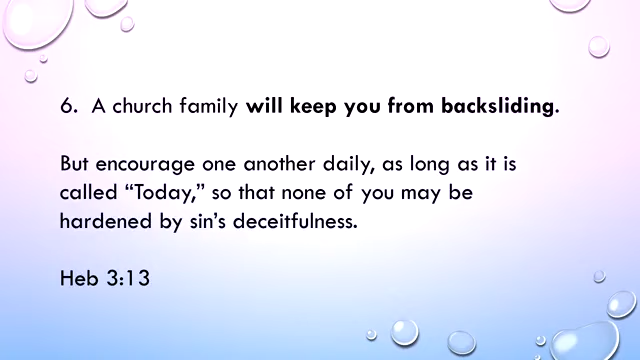 6. A church family will keep you from backsliding.
But encourage one another daily, as long as it is
called “Today,” so that none of you may be
hardened by sin’s deceitfulness.
Heb 3:13